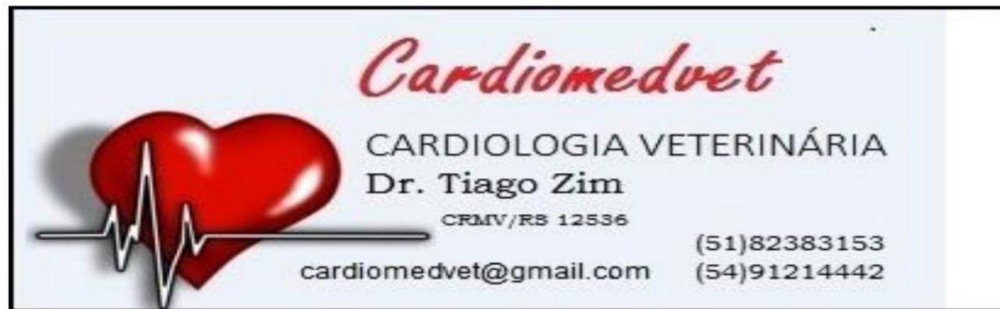 Cardiomedvet
CARDIOLOGIA VETERINÁRIA
Dr. Tiago Zim
CRMV/RS 12536
(51)82383153
cardiomedvet@gmail.com (54)91214442